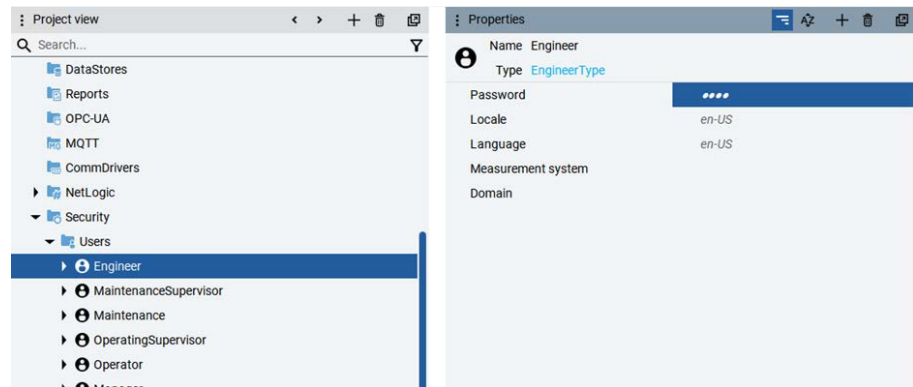 Project view
Search...
DataStores
Reports
OPC-UA
MQTT
CommDrivers
NetLogic
Security
Users
Engineer
MaintenanceSupervisor
Maintenance
OperatingSupervisor
Operator
Properties
Name Engineer
Type EngineerType
Password ••••
Locale en-US
Language en-US
Measurement system
Domain